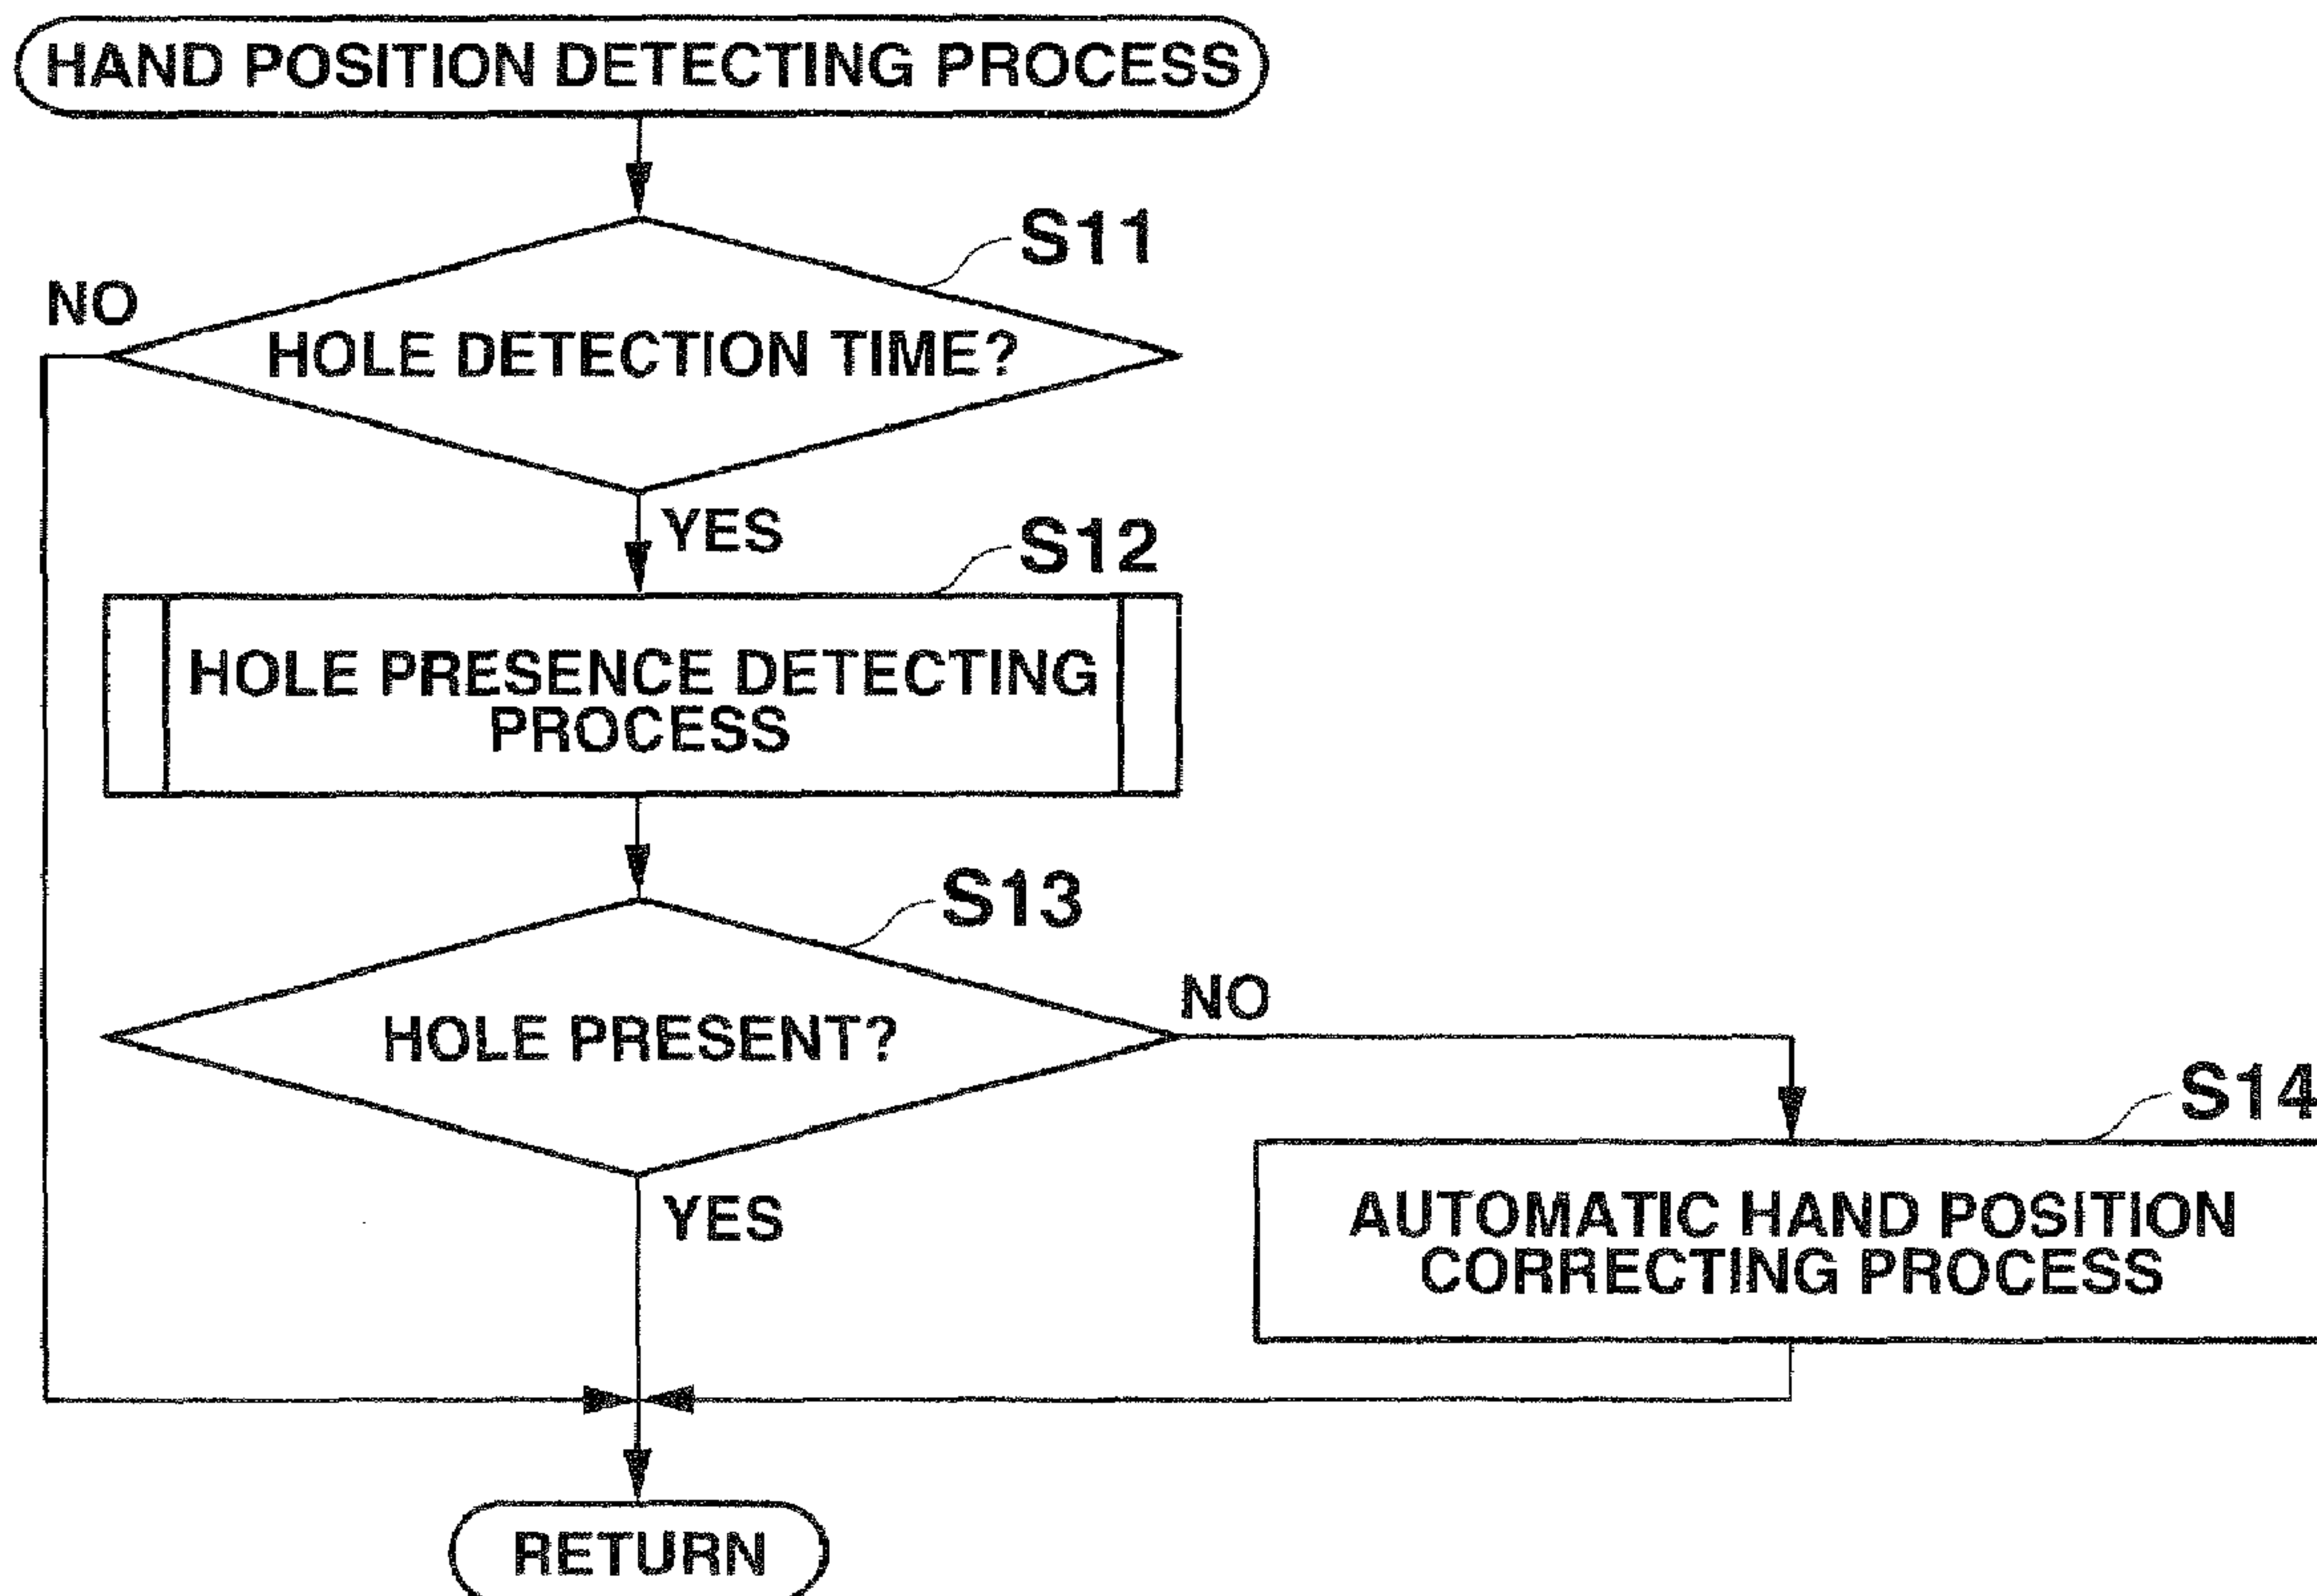 HAND POSITION DETECTING PROCESS
S11
NO
HOLE DETECTION TIME?
YES
S12
HOLE PRESENCE DETECTING
PROCESS
S13
NO
HOLE PRESENT?
S14
YES
AUTOMATIC HAND POSITION
CORRECTING PROCESS
RETURN